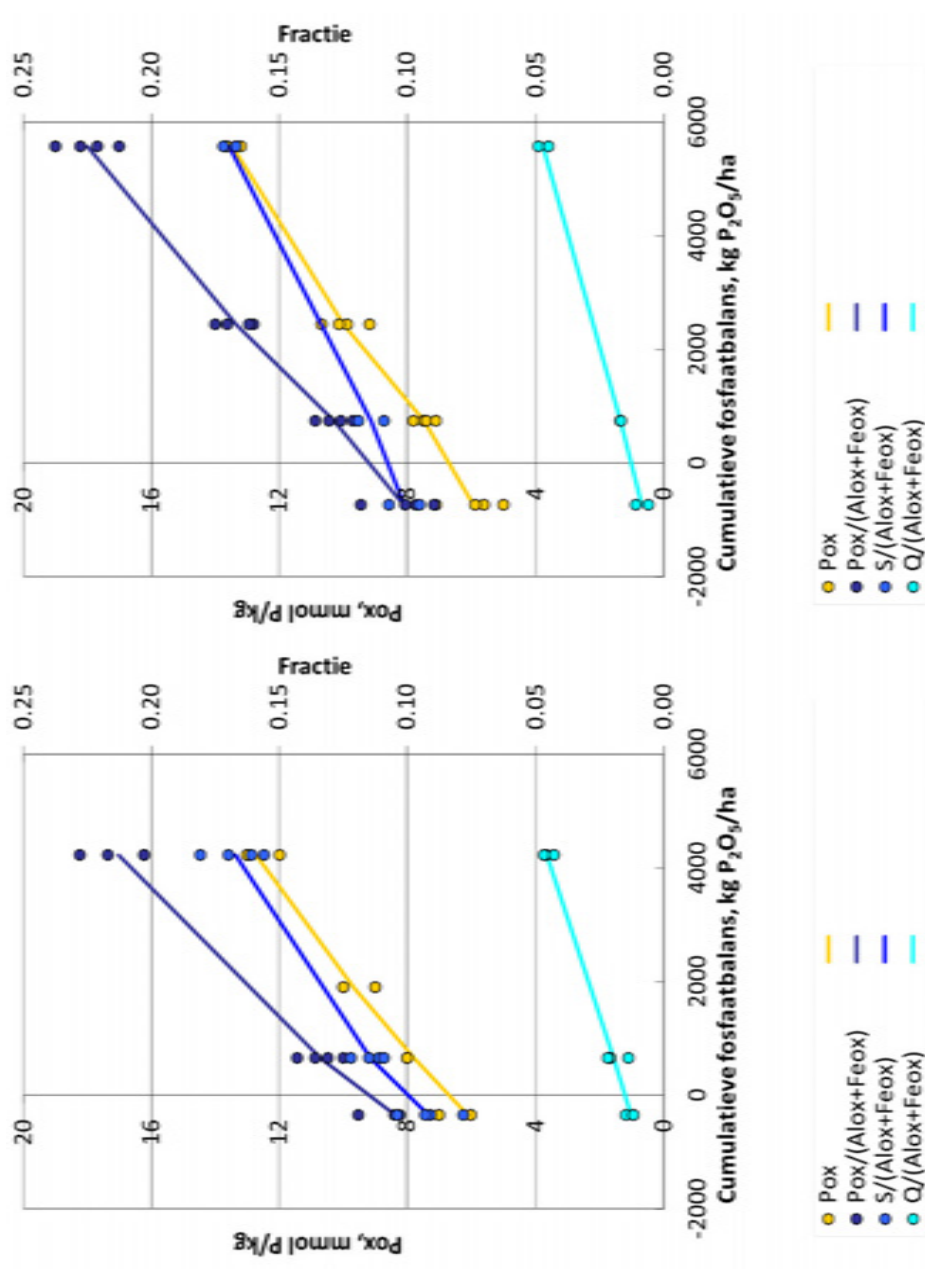 Pox, mmol P/kg
20
16
12
8
4
0
0.25
0.20
0.15
0.10
0.05
0.00
Fractie
-2000 0 2000 4000 6000
Cumulatieve fosfaatbalans, kg P₂O₅/ha
Pox
Pox/(Alox+Feox)
S/(Alox+Feox)
Q/(Alox+Feox)
Pox, mmol P/kg
20
16
12
8
4
0
0.25
0.20
0.15
0.10
0.05
0.00
Fractie
-2000 0 2000 4000 6000
Cumulatieve fosfaatbalans, kg P₂O₅/ha
Pox
Pox/(Alox+Feox)
S/(Alox+Feox)
Q/(Alox+Feox)